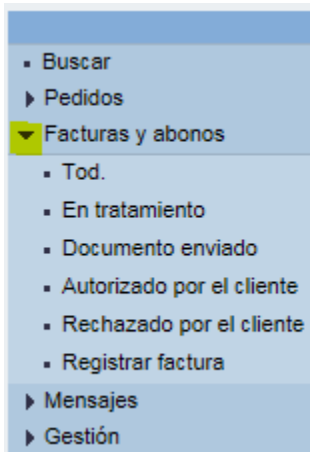 Buscar
Pedidos
Facturas y abonos
Tod.
En tratamiento
Documento enviado
Autorizado por el cliente
Rechazado por el cliente
Registrar factura
Mensajes
Gestión